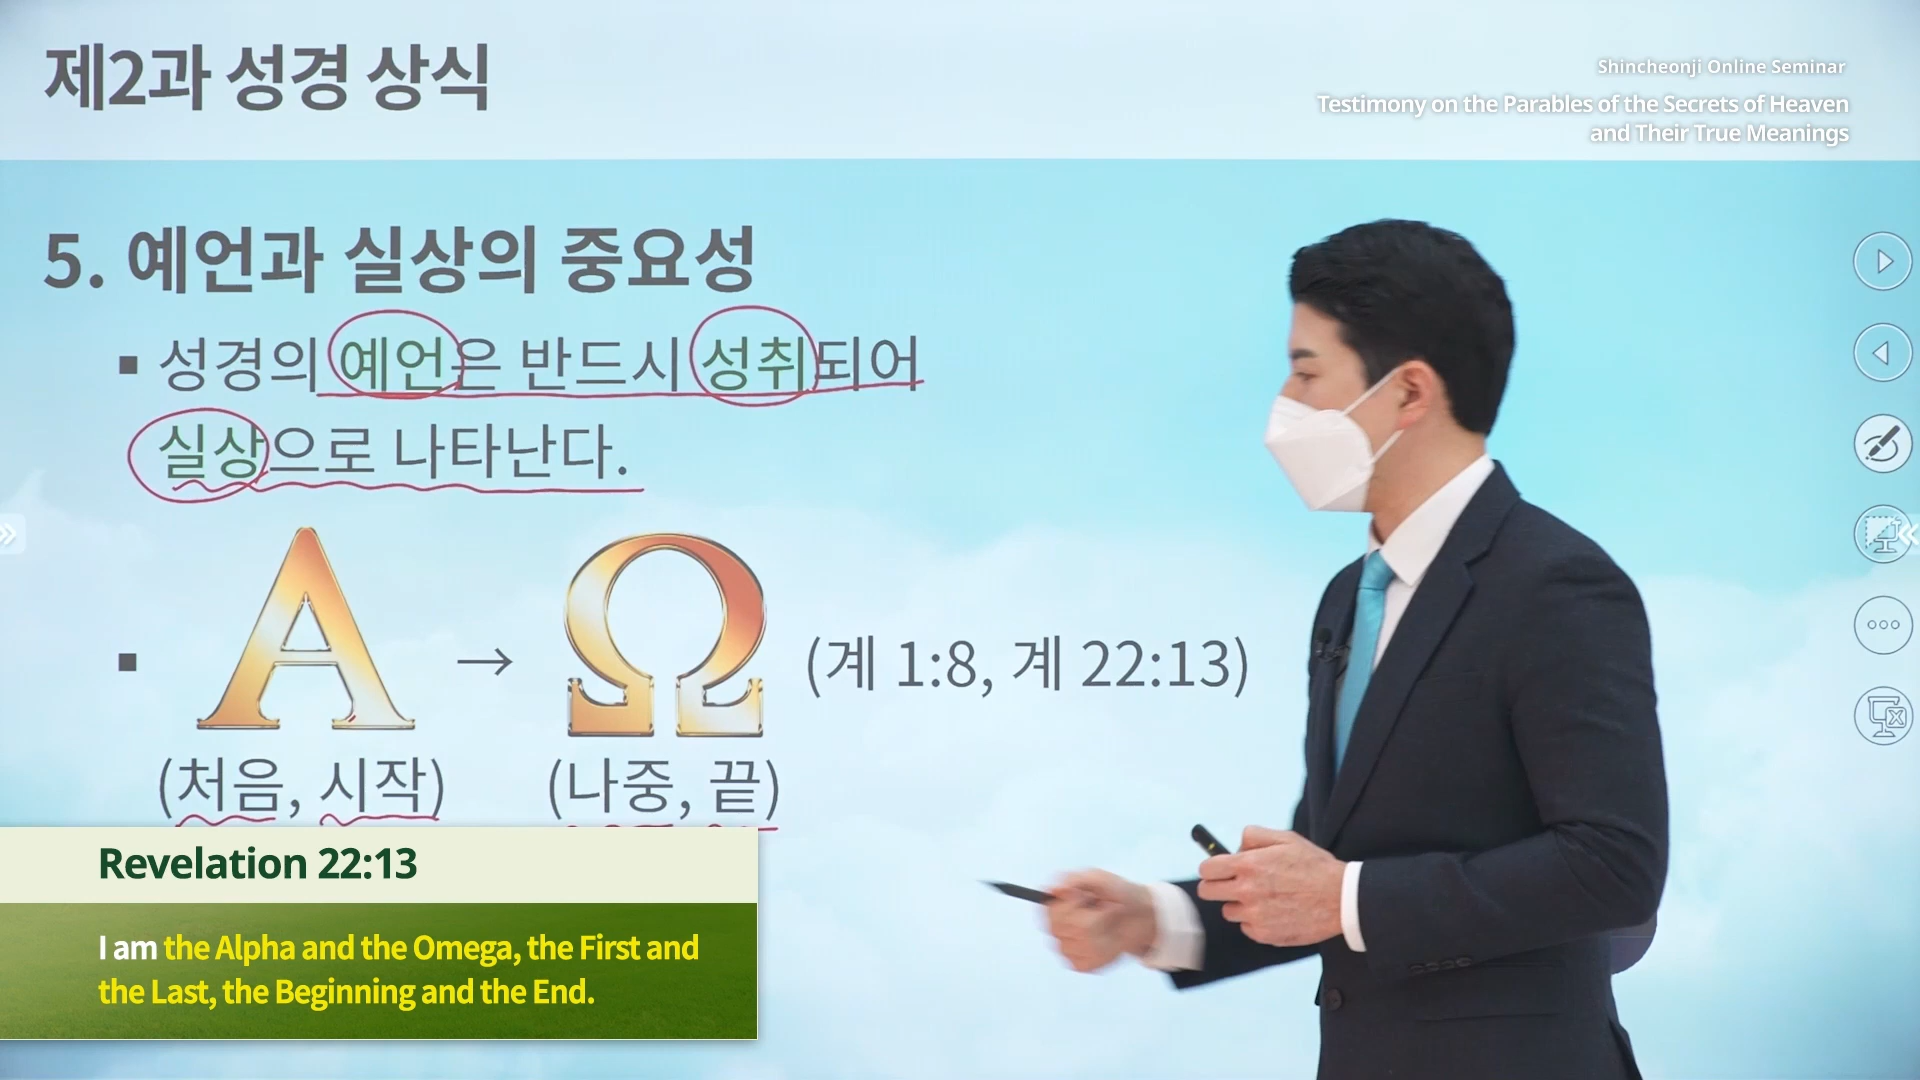 제2과 성경 상식
Shincheonji Online Seminar
Testimony on the Parables of the Secrets of Heaven
and Their True Meanings
5. 예언과 실상의 중요성
▪ 성경의 예언은 반드시 성취되어
실상으로 나타난다.
▪ Α → Ω (계 1:8, 계 22:13)
(처음, 시작) (나중, 끝)
Revelation 22:13
I am the Alpha and the Omega, the First and
the Last, the Beginning and the End.